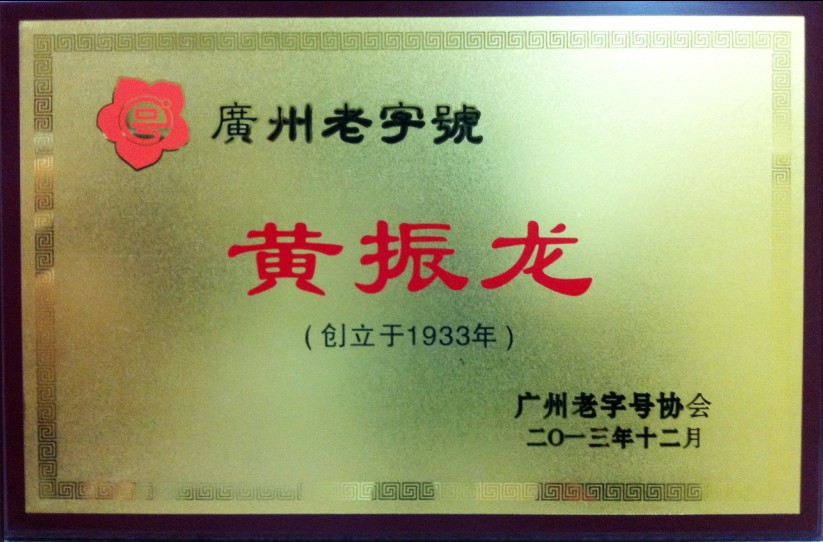 廣州老字號
黄振龙
(创立于1933年)
广州老字号协会
二〇一三年十二月